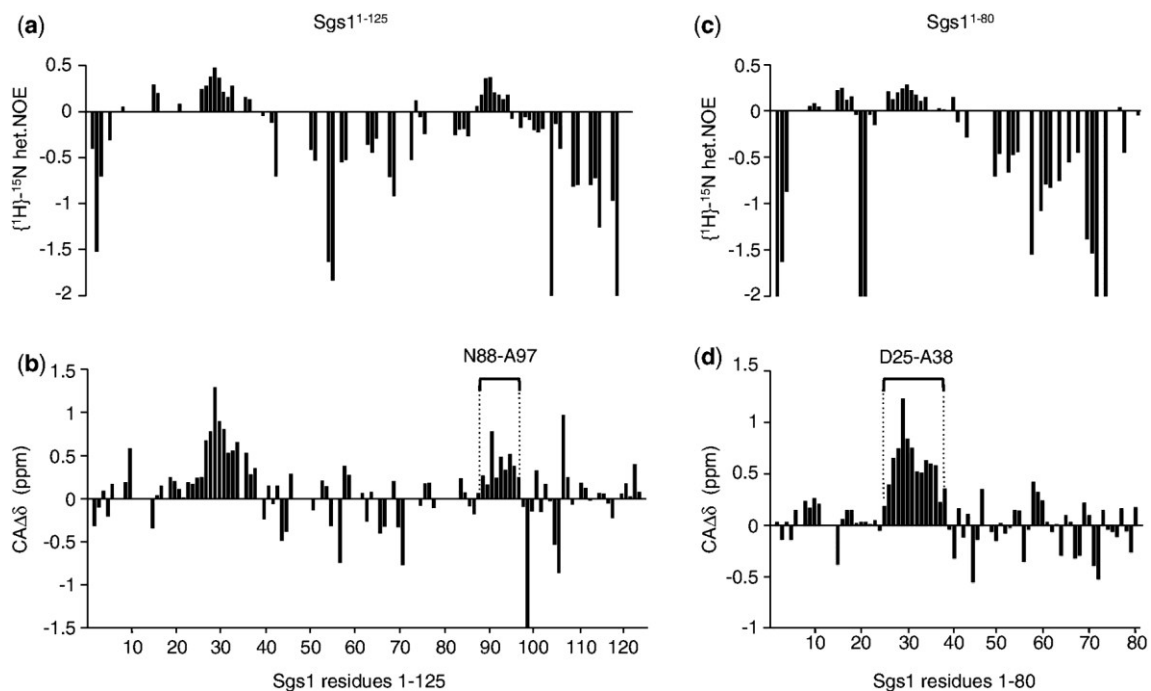 (a)
Sgs1¹⁻¹²⁵
{¹H}-¹⁵N het.NOE
0.5
0
-0.5
-1
-1.5
-2
(c)
Sgs1¹⁻⁸⁰
{¹H}-¹⁵N het.NOE
0.5
0
-0.5
-1
-1.5
-2
(b)
N88-A97
CAΔδ (ppm)
1.5
1
0.5
0
-0.5
-1
-1.5
10 20 30 40 50 60 70 80 90 100 110 120
Sgs1 residues 1-125
(d)
D25-A38
CAΔδ (ppm)
1.5
1
0.5
0
-0.5
-1
10 20 30 40 50 60 70 80
Sgs1 residues 1-80